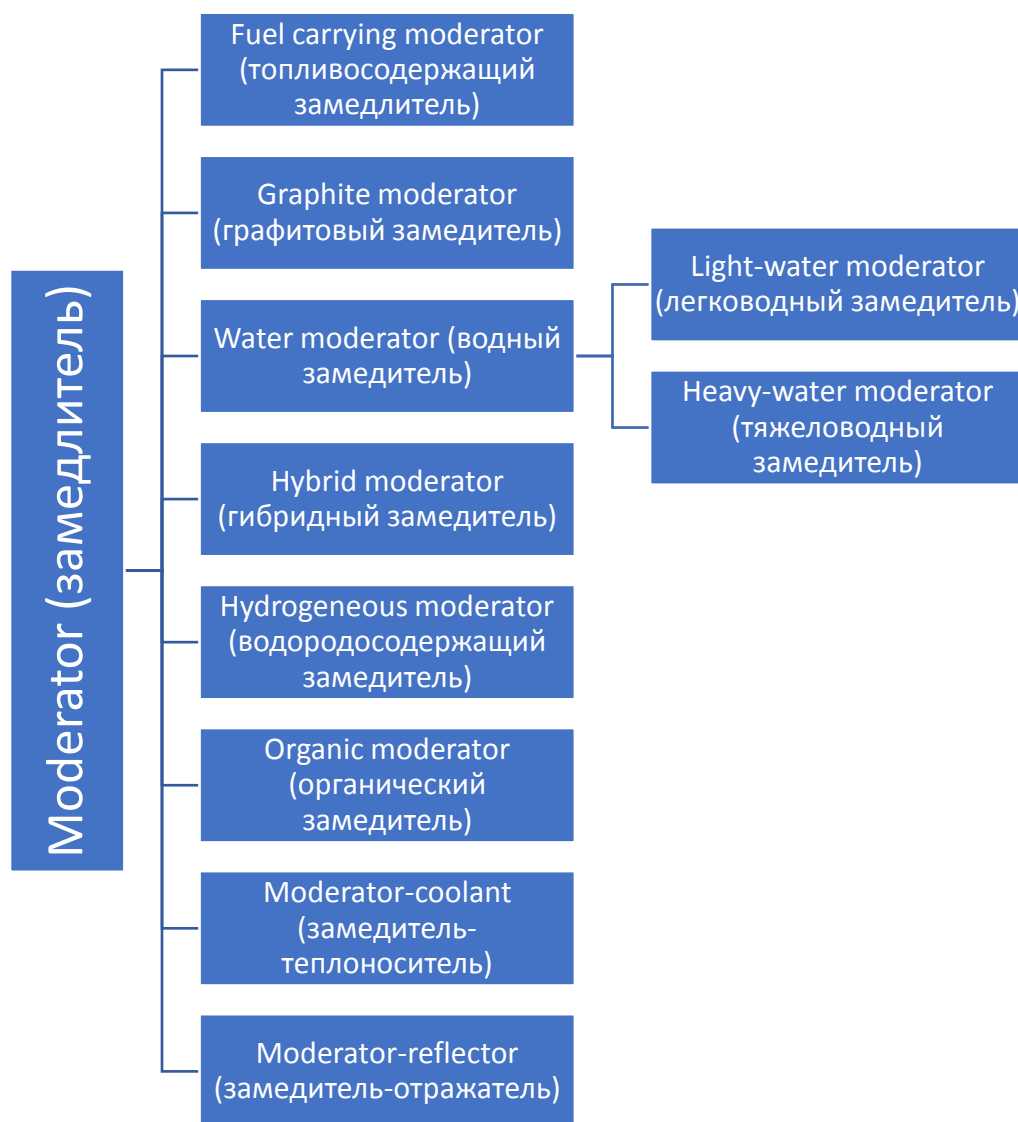 Moderator (замедлитель)
Fuel carrying moderator
(топливосодержащий
замедлитель)
Graphite moderator
(графитовый замедитель)
Water moderator (водный
замедитель)
Light-water moderator
(легководный замедитель)
Heavy-water moderator
(тяжеловодный
замедитель)
Hybrid moderator
(гибридный замедитель)
Hydrogeneous moderator
(водородосодержащий
замедитель)
Organic moderator
(органический
замедитель)
Moderator-coolant
(замедитель-
теплоноситель)
Moderator-reflector
(замедитель-отражатель)